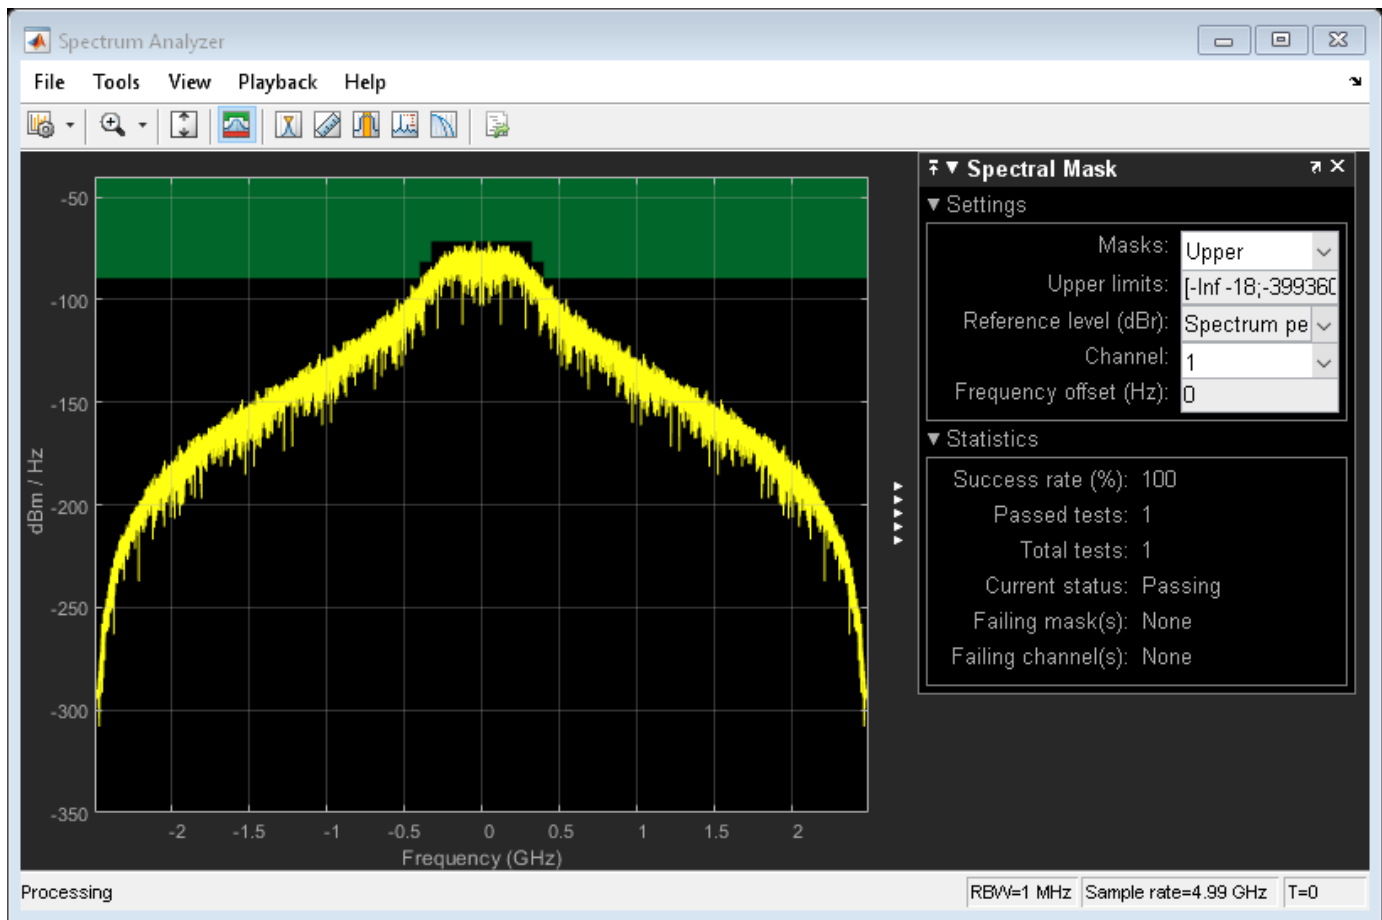 Spectrum Analyzer
File Tools View Playback Help
Spectral Mask
Settings
Masks: Upper
Upper limits: [-Inf -18;-399360
Reference level (dBr): Spectrum pe
Channel: 1
Frequency offset (Hz): 0
Statistics
Success rate (%): 100
Passed tests: 1
Total tests: 1
Current status: Passing
Failing mask(s): None
Failing channel(s): None
dBm / Hz
-50
-100
-150
-200
-250
-300
-350
-2 -1.5 -1 -0.5 0 0.5 1 1.5 2
Frequency (GHz)
Processing
RBW=1 MHz Sample rate=4.99 GHz T=0